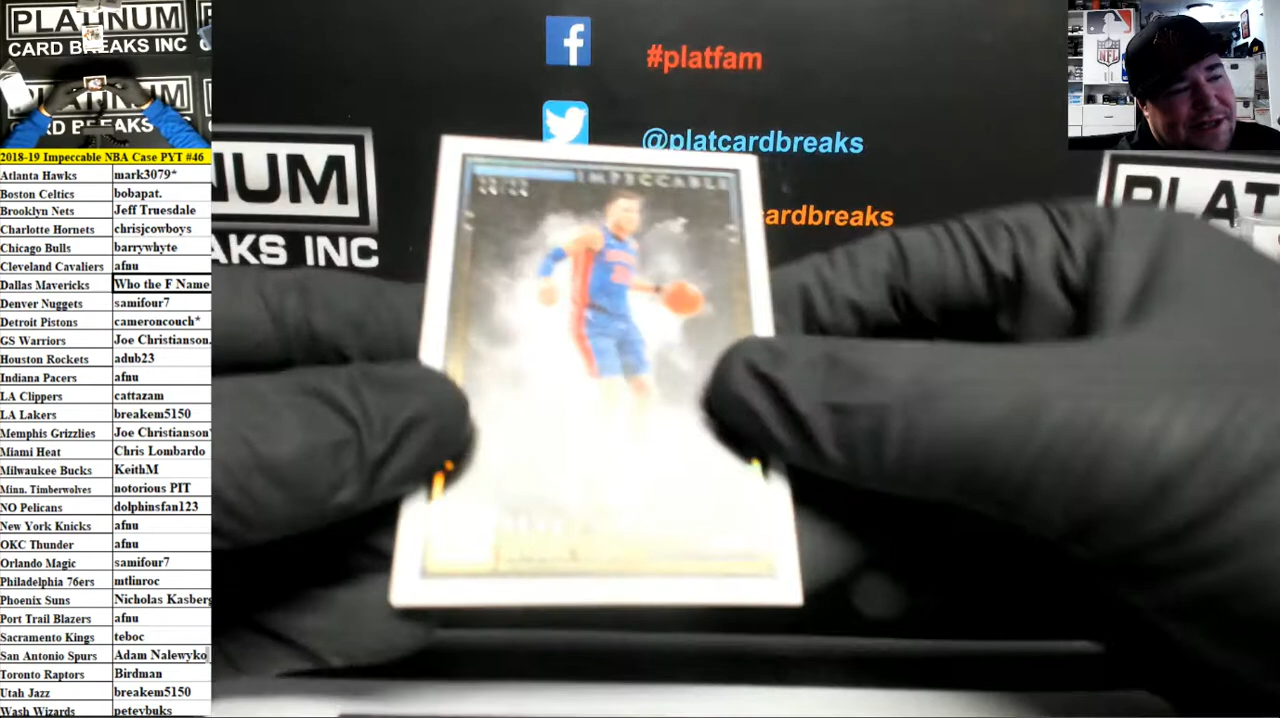 PLATINUM
CARD BREAKS INC
2018-19 Impeccable NBA Case PYT #46
Atlanta Hawks mark3079*
Boston Celtics bobapat.
Brooklyn Nets Jeff Truesdale
Charlotte Hornets chrisjcowboys
Chicago Bulls barrywhyte
Cleveland Cavaliers afnu
Dallas Mavericks Who the F Name
Denver Nuggets samifour7
Detroit Pistons cameroncouch*
GS Warriors Joe Christianson.
Houston Rockets adub23
Indiana Pacers afnu
LA Clippers cattazam
LA Lakers breakem5150
Memphis Grizzlies Joe Christianson
Miami Heat Chris Lombardo
Milwaukee Bucks KeithM
Minn. Timberwolves notorious PIT
NO Pelicans dolphinsfan123
New York Knicks afnu
OKC Thunder afnu
Orlando Magic samifour7
Philadelphia 76ers mtlinroc
Phoenix Suns Nicholas Kasberg
Port Trail Blazers afnu
Sacramento Kings teboc
San Antonio Spurs Adam Nalewyko
Toronto Raptors Birdman
Utah Jazz breakem5150
Wash Wizards peteybuks
f
#platfam
@platcardbreaks
cardbreaks
NUM
AKS INC
PLAT
IMPECCABLE
NFL